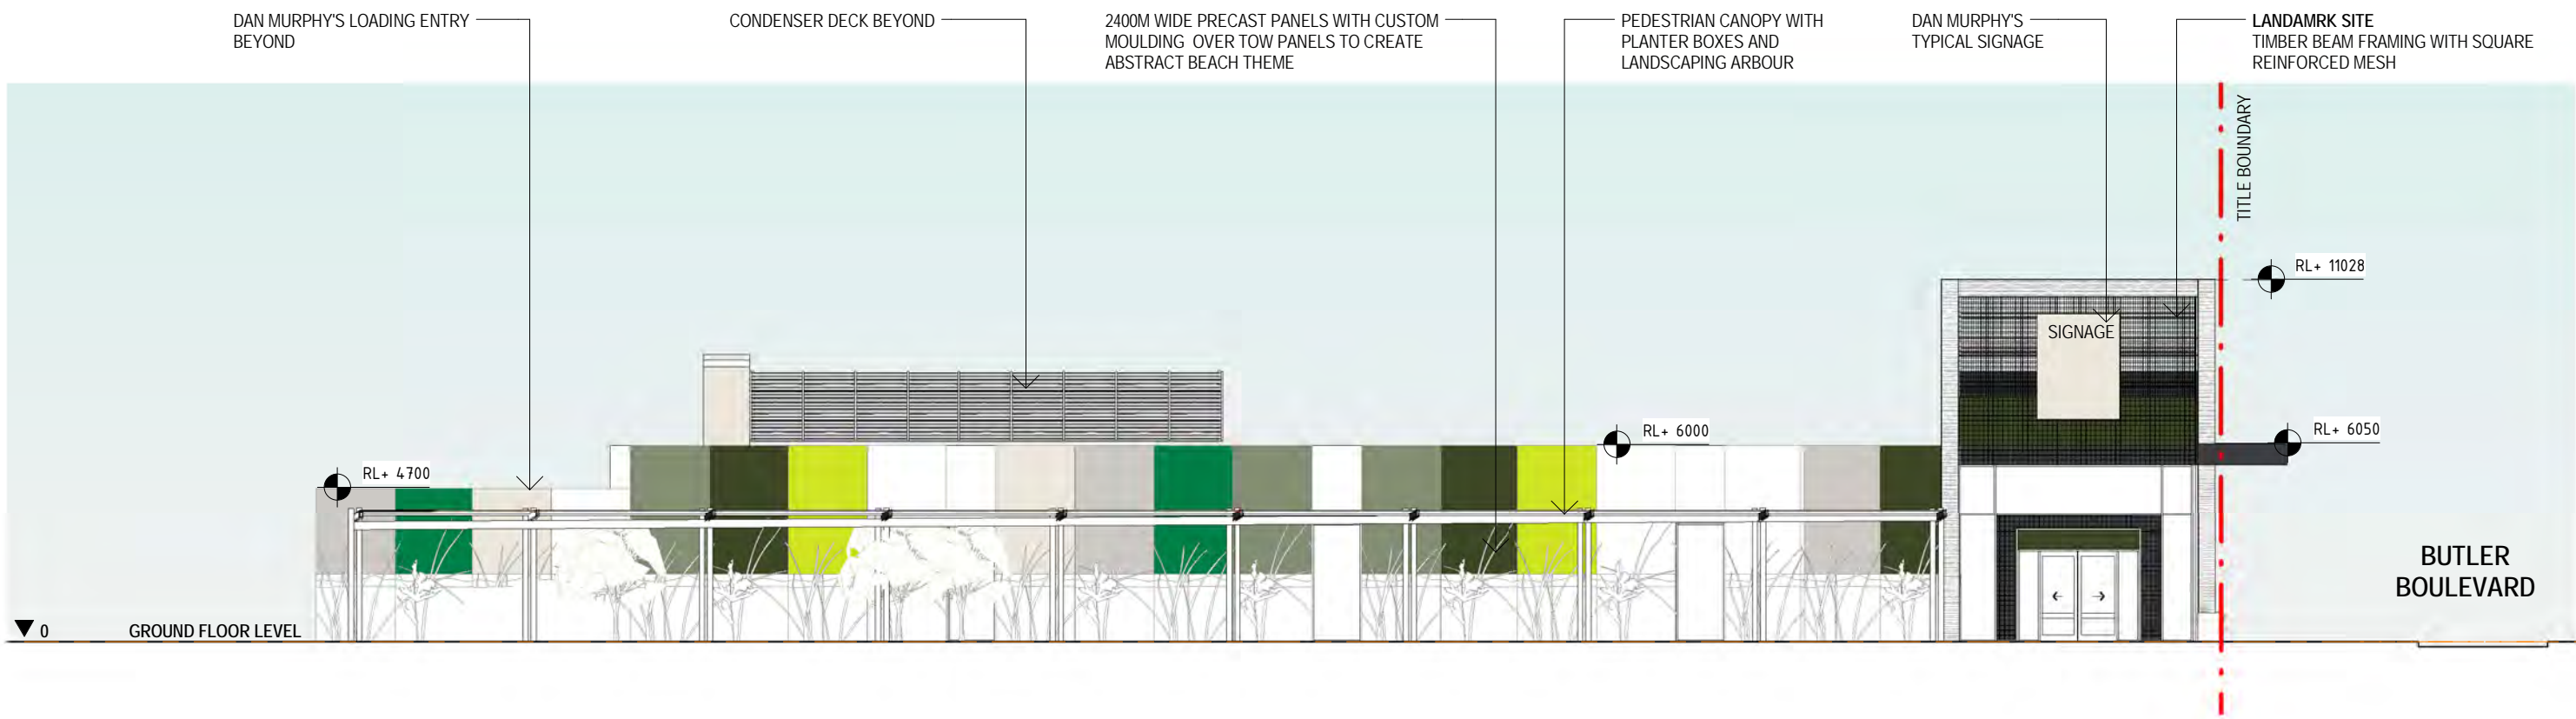 DAN MURPHY'S LOADING ENTRY
BEYOND
CONDENSER DECK BEYOND
2400M WIDE PRECAST PANELS WITH CUSTOM
MOULDING OVER TOW PANELS TO CREATE
ABSTRACT BEACH THEME
PEDESTRIAN CANOPY WITH
PLANTER BOXES AND
LANDSCAPING ARBOUR
DAN MURPHY'S
TYPICAL SIGNAGE
LANDAMRK SITE
TIMBER BEAM FRAMING WITH SQUARE
REINFORCED MESH
TITLE BOUNDARY
RL+ 11028
SIGNAGE
RL+ 6000
RL+ 6050
RL+ 4700
BUTLER
BOULEVARD
0
GROUND FLOOR LEVEL